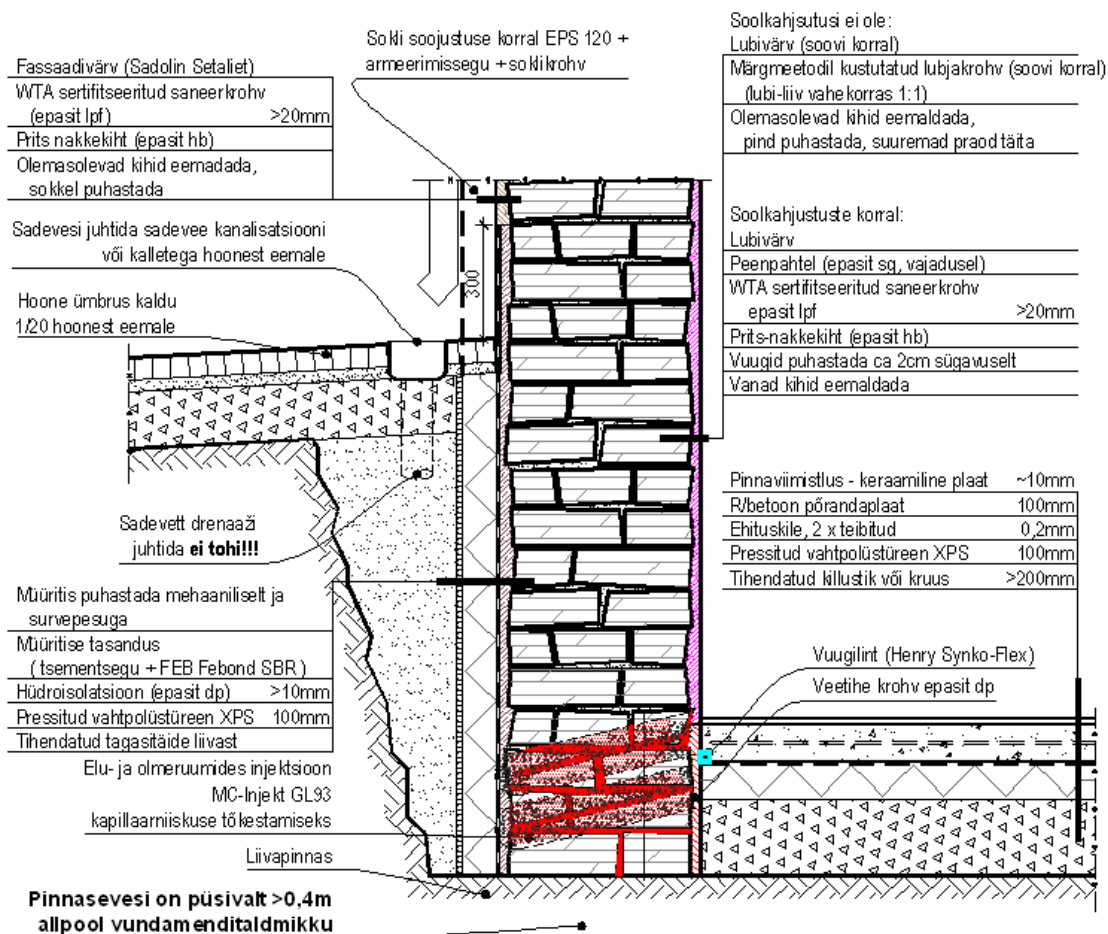 Sokli soojustuse korral EPS 120 +
armeerimissegu + soklikrohv
Fassaadivärv (Sadolin Setaliet)
WTA sertifitseeritud saneerkrohv
(epasit lpf) >20mm
Prits nakkekiht (epasit hb)
Olemasolevad kihid eemadada,
sokkel puhastada
Sadevesi juhtida sadevee kanalisatsiooni
või kalletega hoonest eemale
Hoone ümbrus kaldu
1/20 hoonest eemale
300
Sadevett drenaaži
juhtida ei tohi!!!
Müüritis puhastada mehaaniliselt ja
survepesuga
Müüritise tasandus
( tsementsegu + FEB Febond SBR )
Hüdroisolatsioon (epasit dp) >10mm
Pressitud vahtpolüstüreen XPS 100mm
Tihendatud tagasitäide liivast
Elu- ja olmeruumides injektsioon
MC-Injekt GL93
kapillaarniiskuse tõkestamiseks
Liivapinnas
Pinnasevesi on püsivalt >0,4m
allpool vundamenditaldmikku
Soolkahjsutusi ei ole:
Lubivärv (soovi korral)
Märgmeetodil kustutatud lubjakrohv (soovi korral)
(lubi-liiv vahekorras 1:1)
Olemasolevad kihid eemaldada,
pind puhastada, suuremad praod täita
Soolkahjustuste korral:
Lubivärv
Peenpahtel (epasit sg, vajadusel)
WTA sertifitseeritud saneerkrohv
epasit lpf >20mm
Prits-nakkekiht (epasit hb)
Vuugid puhastada ca 2cm sügavuselt
Vanad kihid eemaldada
Pinnaviimistlus - keraamiline plaat ~10mm
R/betoon põrandaplaat 100mm
Ehituskile, 2 x teibitud 0,2mm
Pressitud vahtpolüstüreen XPS 100mm
Tihendatud killustik või kruus >200mm
Vuugilint (Henry Synko-Flex)
Veetihe krohv epasit dp